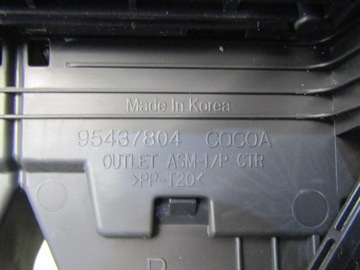 Made In Korea
95437804 COCOA
OUTLET ASM-I/P CTR
>PP-T20<